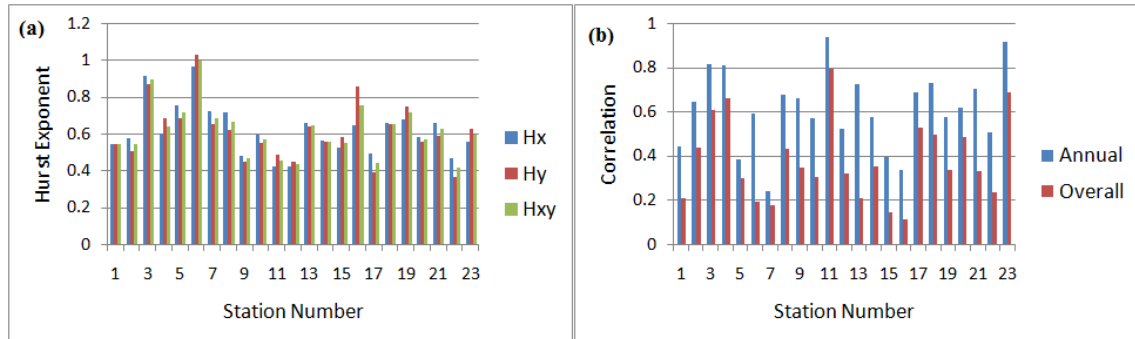 (a)
Hurst Exponent
1.2
1
0.8
0.6
0.4
0.2
0
1 3 5 7 9 11 13 15 17 19 21 23
Station Number
Hx
Hy
Hxy
(b)
Correlation
1
0.8
0.6
0.4
0.2
0
1 3 5 7 9 11 13 15 17 19 21 23
Station Number
Annual
Overall